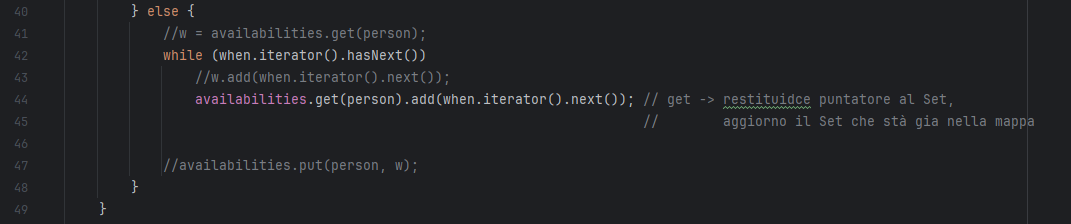 40 } else {
41 //w = availabilities.get(person);
42 while (when.iterator().hasNext())
43 //w.add(when.iterator().next());
44 availabilities.get(person).add(when.iterator().next()); // get -> restituidce puntatore al Set,
45 // aggiorno il Set che stà gia nella mappa
46
47 //availabilities.put(person, w);
48 }
49 }